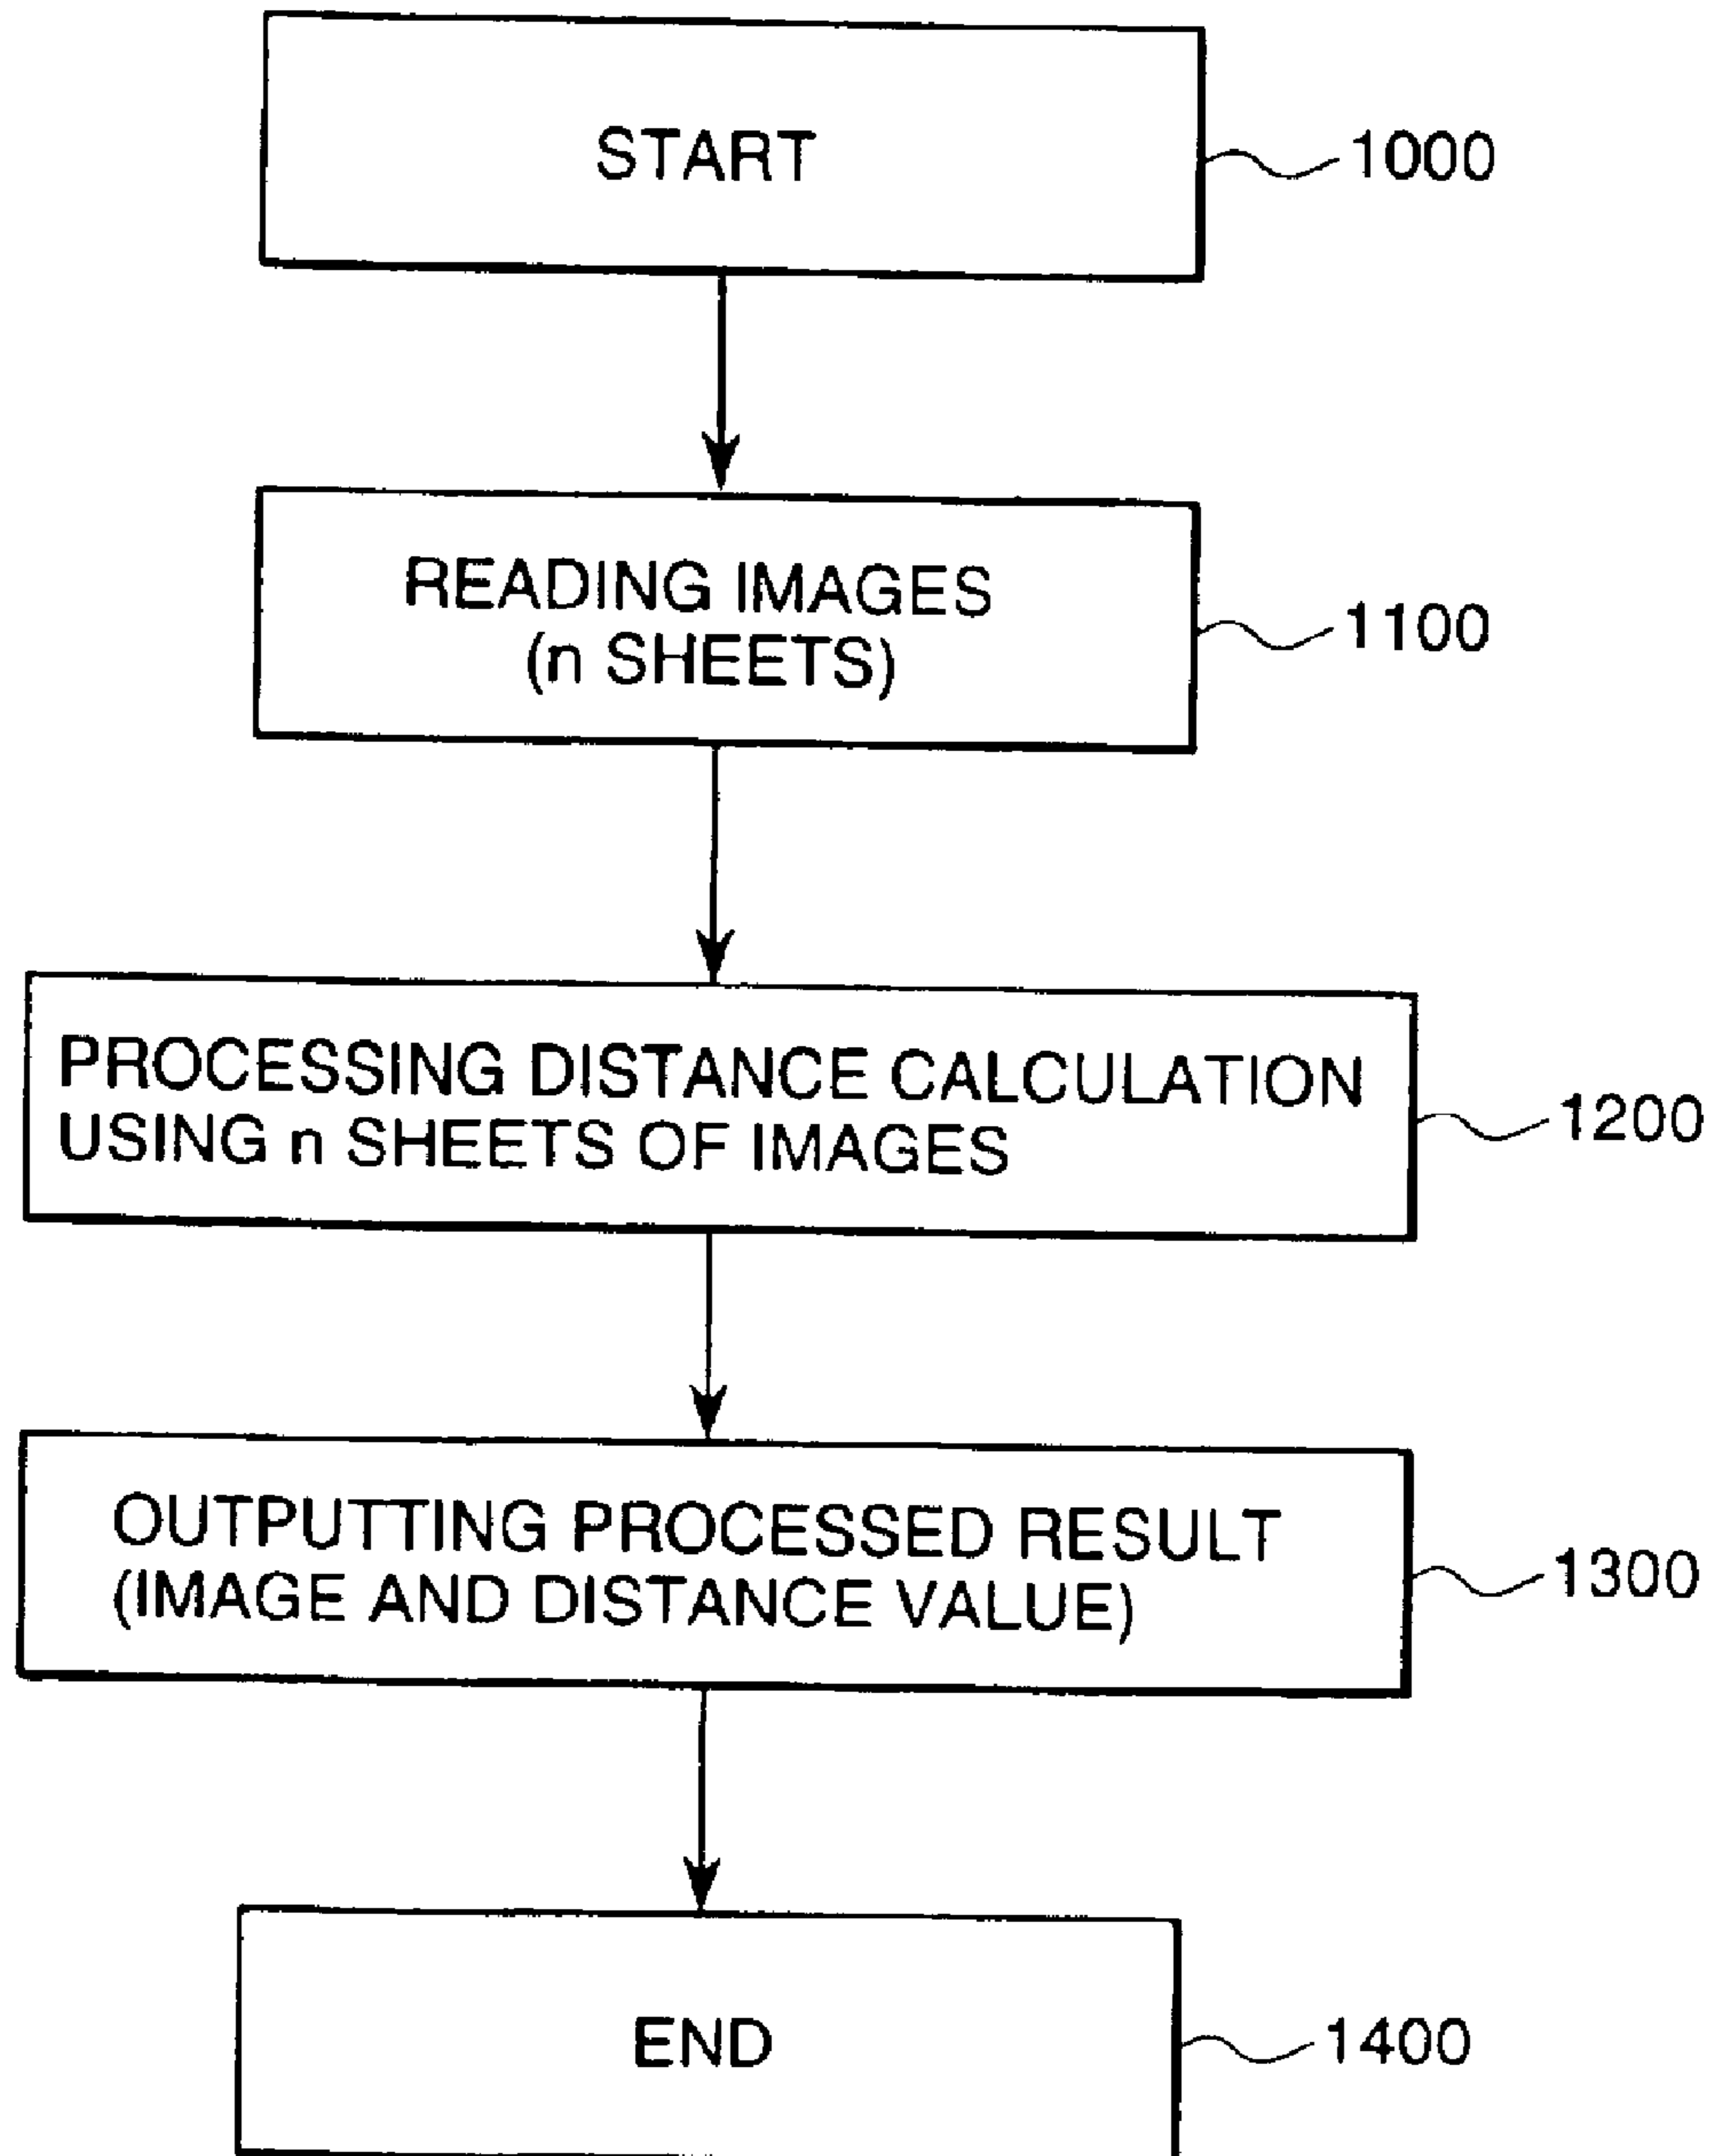 START
1000
READING IMAGES
(n SHEETS)
1100
PROCESSING DISTANCE CALCULATION
USING n SHEETS OF IMAGES
1200
OUTPUTTING PROCESSED RESULT
(IMAGE AND DISTANCE VALUE)
1300
END
1400